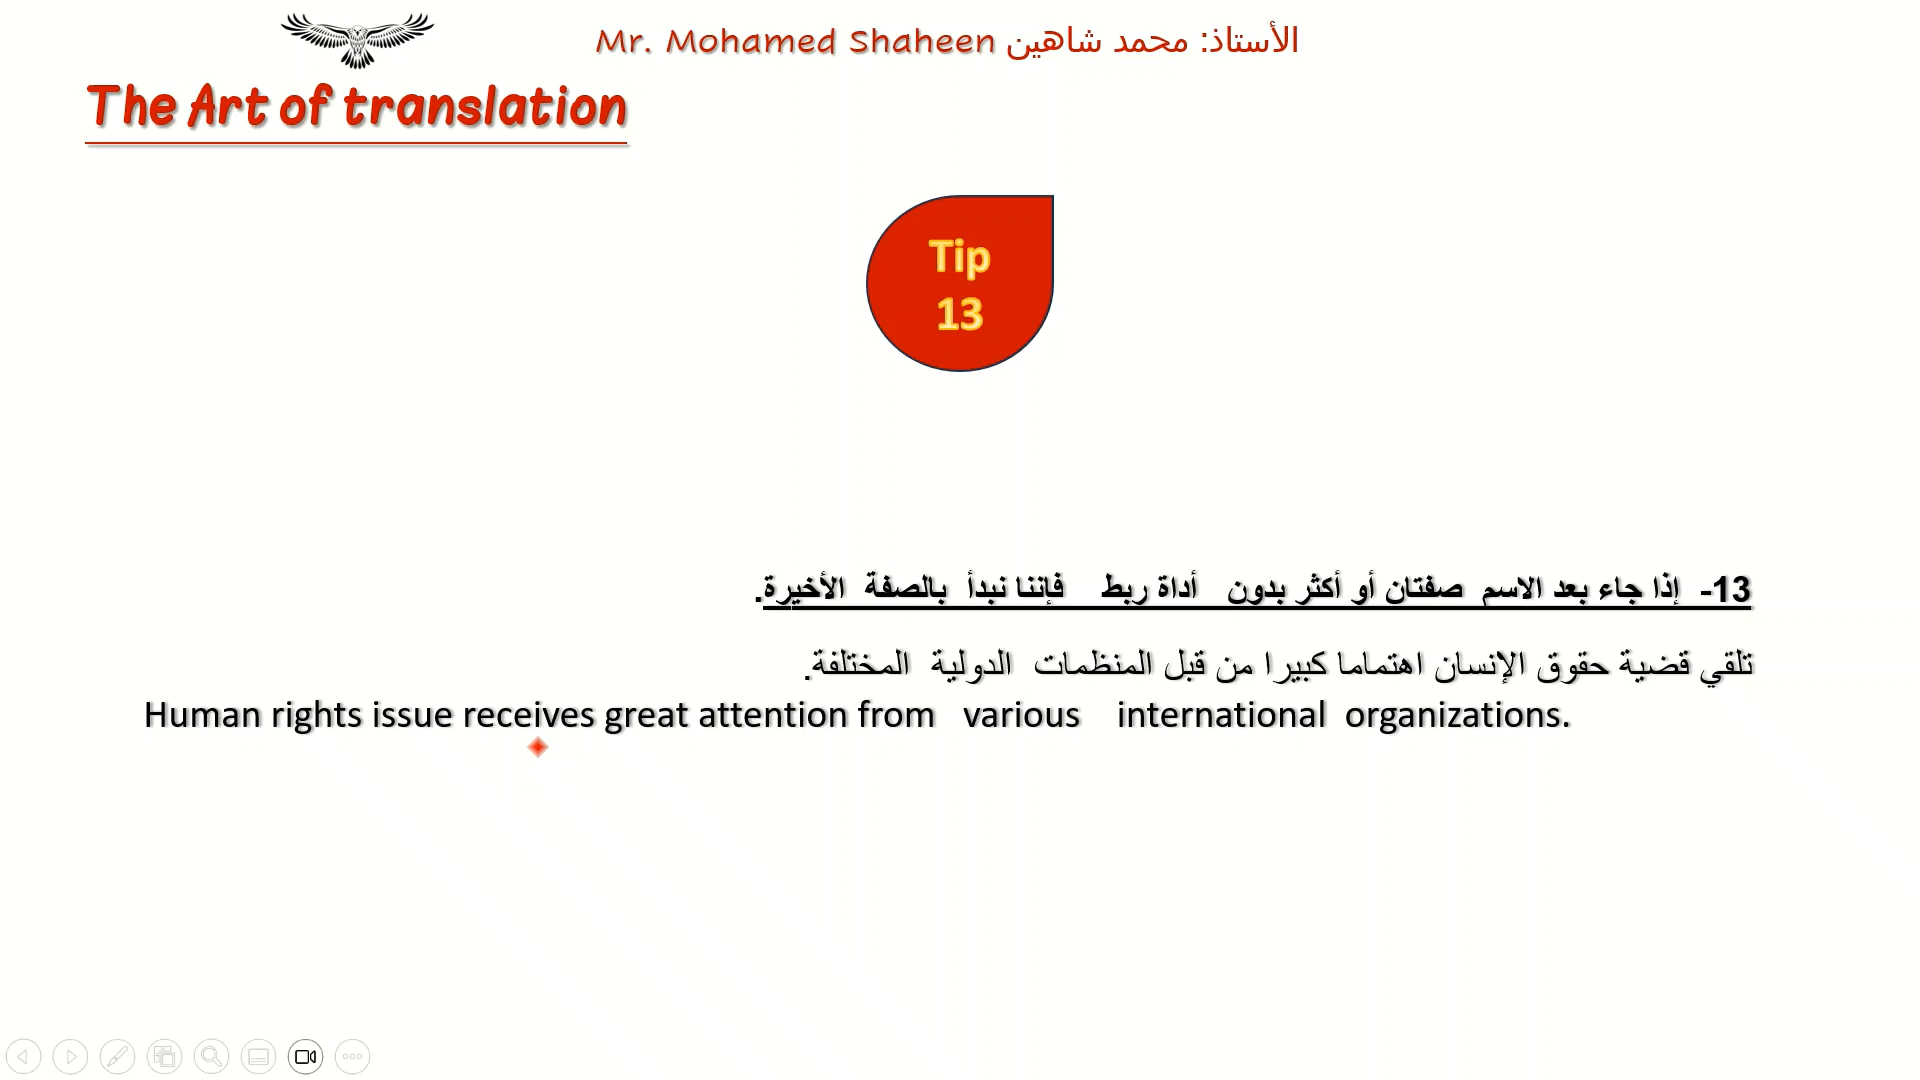 Mr. Mohamed Shaheen الأستاذ: محمد شاهين
The Art of translation
Tip
13
13- إذا جاء بعد الاسم صفتان أو أكثر بدون أداة ربط فإننا نبدأ بالصفة الأخيرة.
تلقي قضية حقوق الإنسان اهتماما كبيرا من قبل المنظمات الدولية المختلفة.
Human rights issue receives great attention from various international organizations.